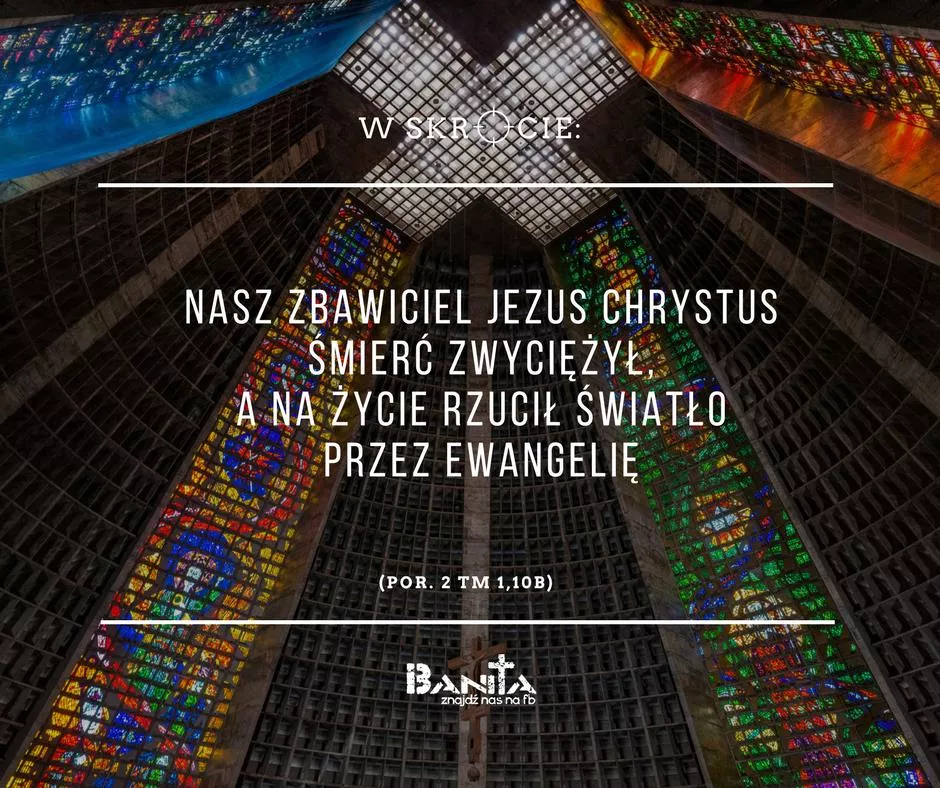 W SKRÓCIE:
NASZ ZBAWICIEL JEZUS CHRYSTUS
ŚMIERĆ ZWYCIĘŻYŁ,
A NA ŻYCIE RZUCIŁ ŚWIATŁO
PRZEZ EWANGELIĘ
(POR. 2 TM 1,10B)
BANITA
znajdź nas na fb